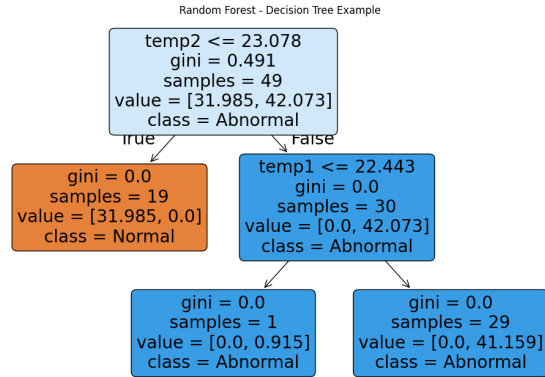 Random Forest - Decision Tree Example
temp2 <= 23.078
gini = 0.491
samples = 49
value = [31.985, 42.073]
class = Abnormal
True
False
gini = 0.0
samples = 19
value = [31.985, 0.0]
class = Normal
temp1 <= 22.443
gini = 0.0
samples = 30
value = [0.0, 42.073]
class = Abnormal
gini = 0.0
samples = 1
value = [0.0, 0.915]
class = Abnormal
gini = 0.0
samples = 29
value = [0.0, 41.159]
class = Abnormal